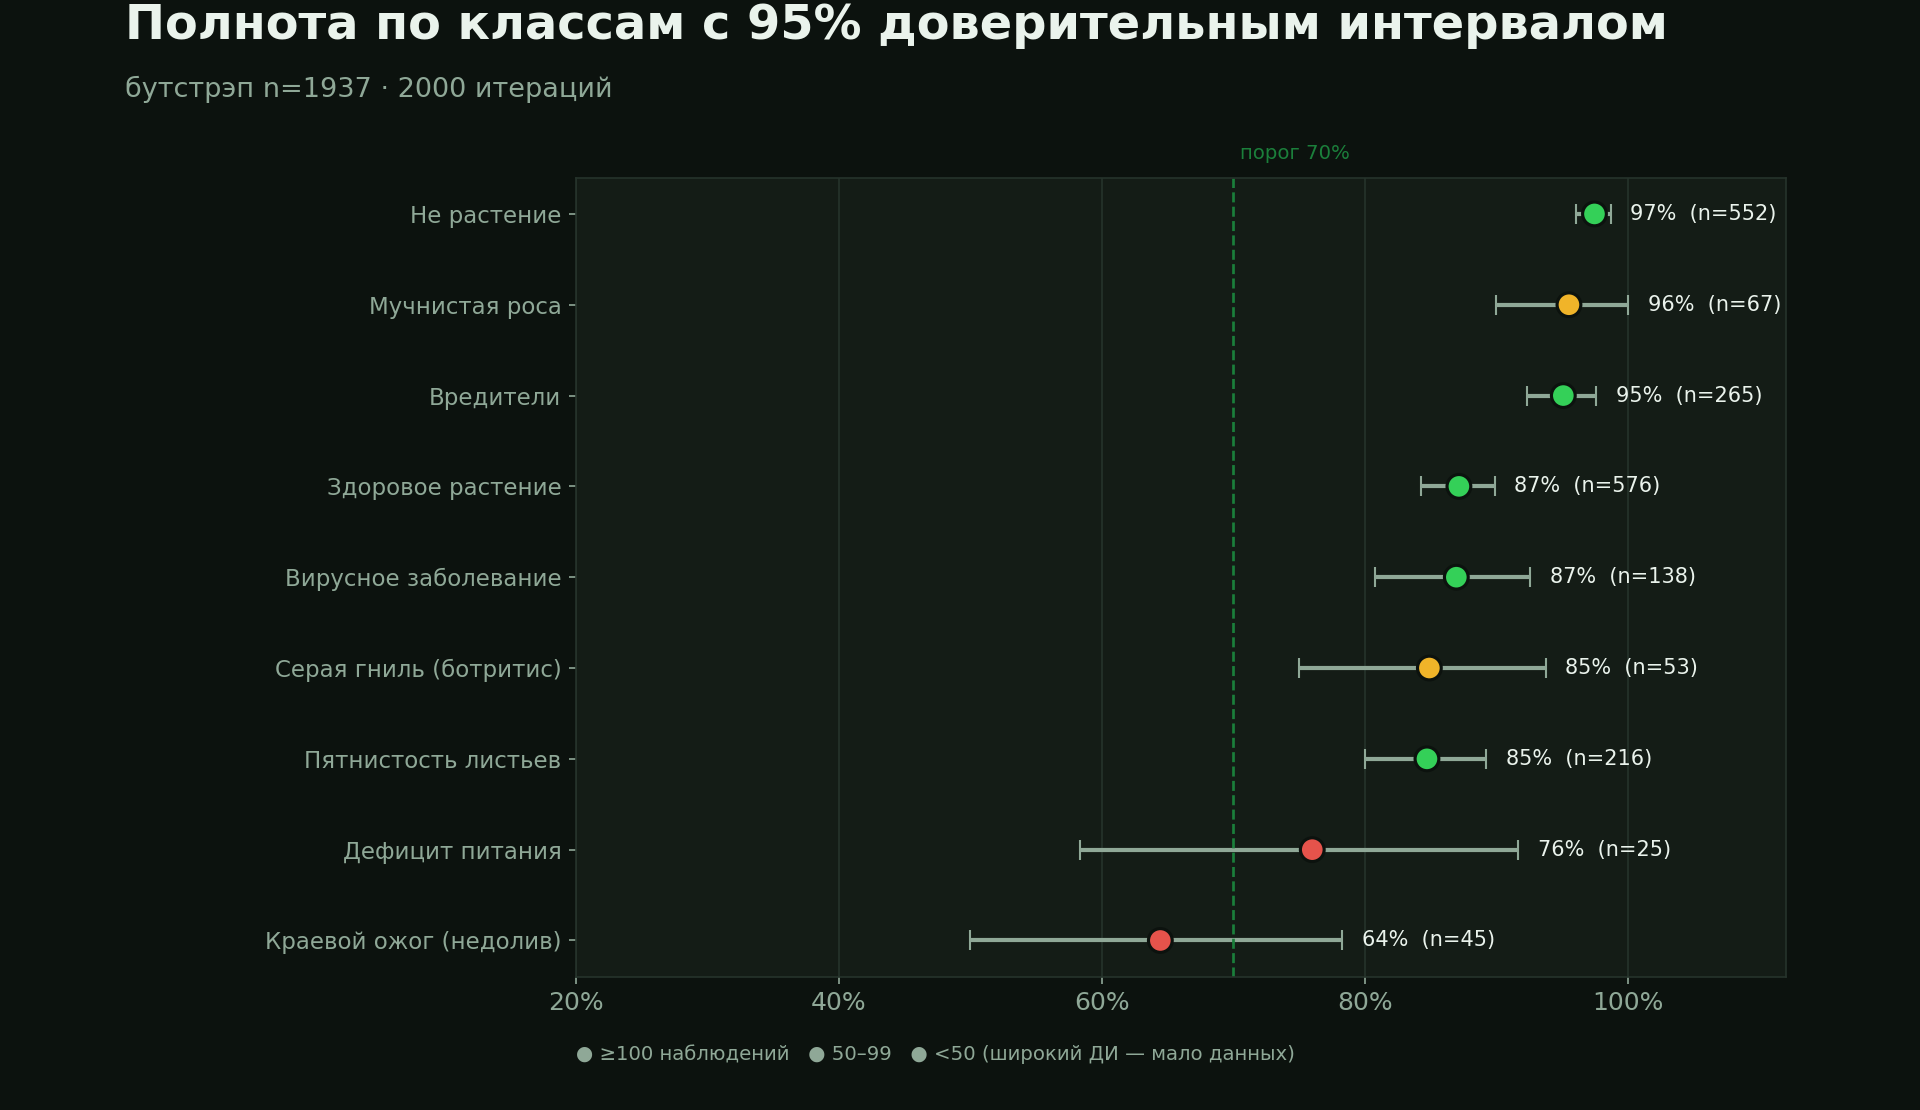 Полнота по классам с 95% доверительным интервалом
бутстрэп n=1937 · 2000 итераций
порог 70%
Не растение 97% (n=552)
Мучнистая роса 96% (n=67)
Вредители 95% (n=265)
Здоровое растение 87% (n=576)
Вирусное заболевание 87% (n=138)
Серая гниль (ботритис) 85% (n=53)
Пятнистость листьев 85% (n=216)
Дефицит питания 76% (n=25)
Краевой ожог (недолив) 64% (n=45)
20% 40% 60% 80% 100%
● ≥100 наблюдений ● 50–99 ● <50 (широкий ДИ — мало данных)